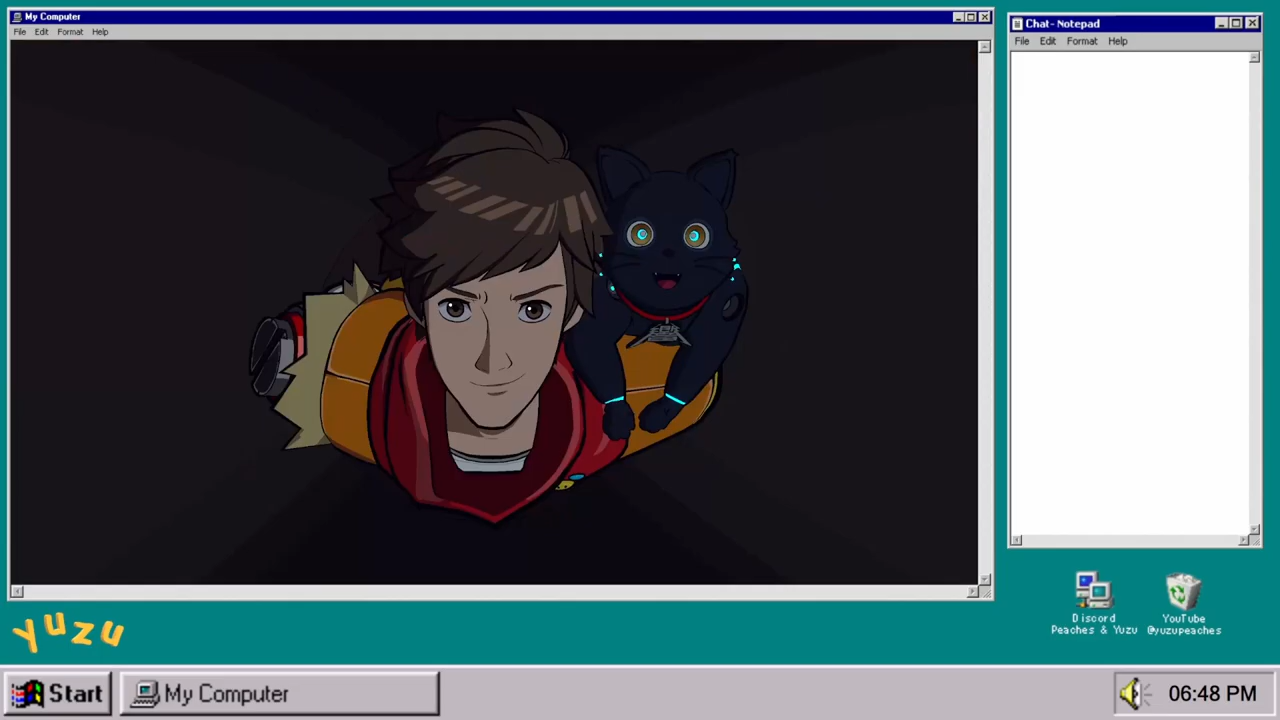 My Computer
File Edit Format Help
Chat- Notepad
File Edit Format Help
Discord
Peaches & Yuzu
YouTube
@yuzupeaches
yuzu
Start
My Computer
06:48 PM